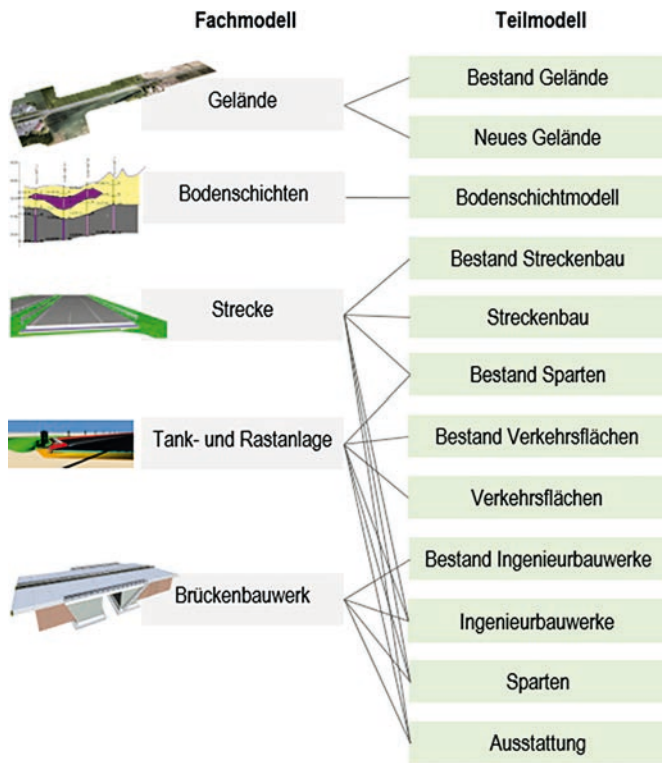 Fachmodell
Teilmodell
Gelände
Bestand Gelände
Neues Gelände
Bodenschichten
Bodenschichtmodell
Strecke
Bestand Streckenbau
Streckenbau
Bestand Sparten
Tank- und Rastanlage
Bestand Verkehrsflächen
Verkehrsflächen
Brückenbauwerk
Bestand Ingenieurbauwerke
Ingenieurbauwerke
Sparten
Ausstattung